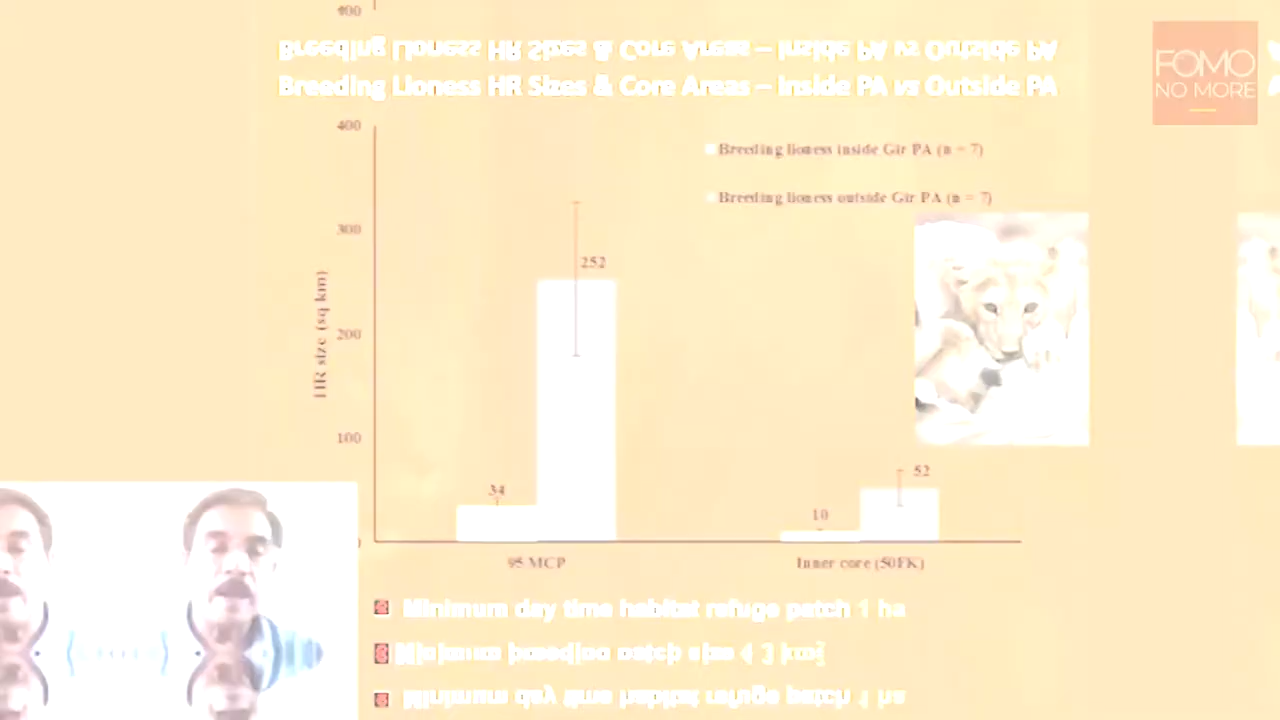 400
Breeding Lioness HR Sizes & Core Areas – Inside PA vs Outside PA
FOMO
NO MORE
400
Breeding lioness inside Gir PA (n = 7)
Breeding lioness outside Gir PA (n = 7)
300
252
200
HR size (sq km)
100
34
52
10
95 MCP
Inner core (50FK)
Minimum day time habitat refuge patch 1 ha